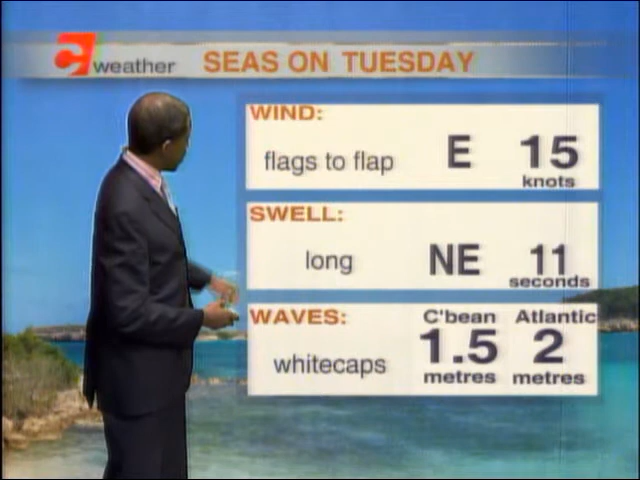 weather SEAS ON TUESDAY
WIND:
flags to flap E 15
knots
SWELL:
long NE 11
seconds
WAVES: C'bean Atlantic
whitecaps 1.5 2
metres metres